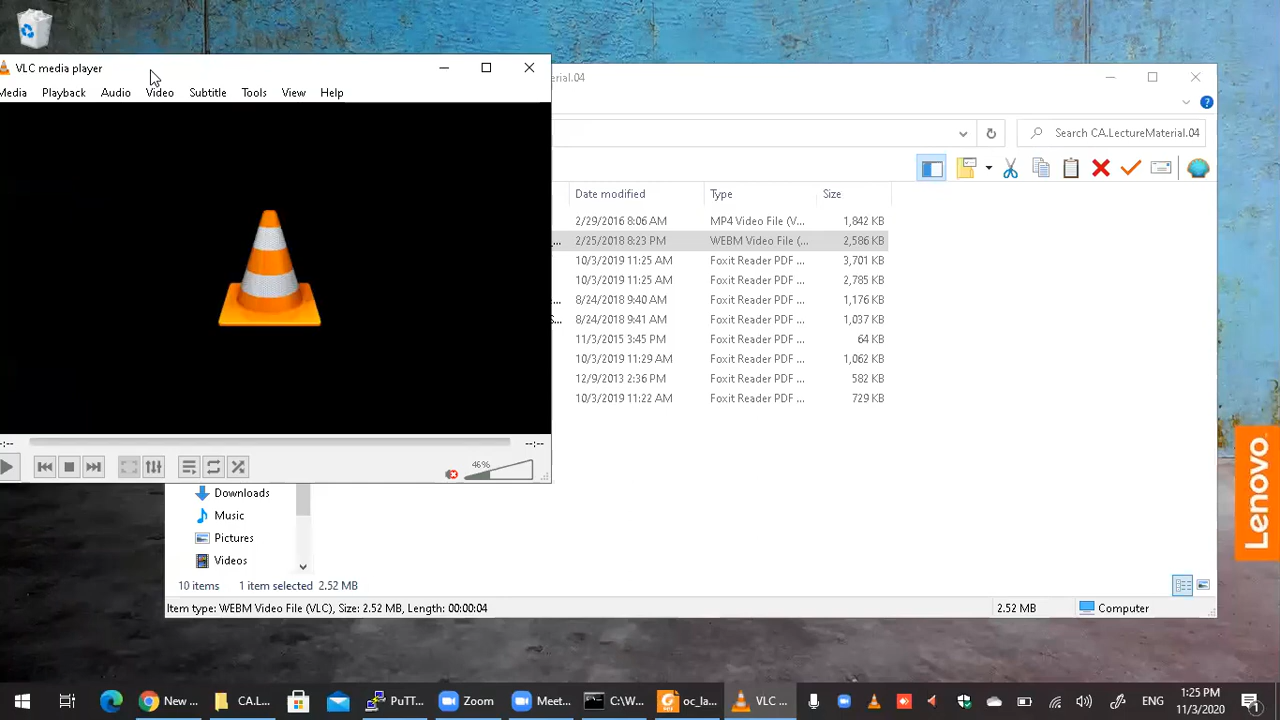 VLC media player
Media Playback Audio Video Subtitle Tools View Help
46%
Search CA.LectureMaterial.04
Date modified Type Size
2/29/2016 8:06 AM MP4 Video File (V... 1,842 KB
... 2/25/2018 8:23 PM WEBM Video File (... 2,586 KB
10/3/2019 11:25 AM Foxit Reader PDF ... 3,701 KB
10/3/2019 11:25 AM Foxit Reader PDF ... 2,785 KB
... 8/24/2018 9:40 AM Foxit Reader PDF ... 1,176 KB
S... 8/24/2018 9:41 AM Foxit Reader PDF ... 1,037 KB
11/3/2015 3:45 PM Foxit Reader PDF ... 64 KB
10/3/2019 11:29 AM Foxit Reader PDF ... 1,062 KB
12/9/2013 2:36 PM Foxit Reader PDF ... 582 KB
10/3/2019 11:22 AM Foxit Reader PDF ... 729 KB
Downloads
Music
Pictures
Videos
10 items 1 item selected 2.52 MB
Item type: WEBM Video File (VLC), Size: 2.52 MB, Length: 00:00:04 2.52 MB Computer
Lenovo
New ... CA.L... PuTT... Zoom Meet... C:\W... oc_la... VLC ... ENG 1:25 PM
11/3/2020